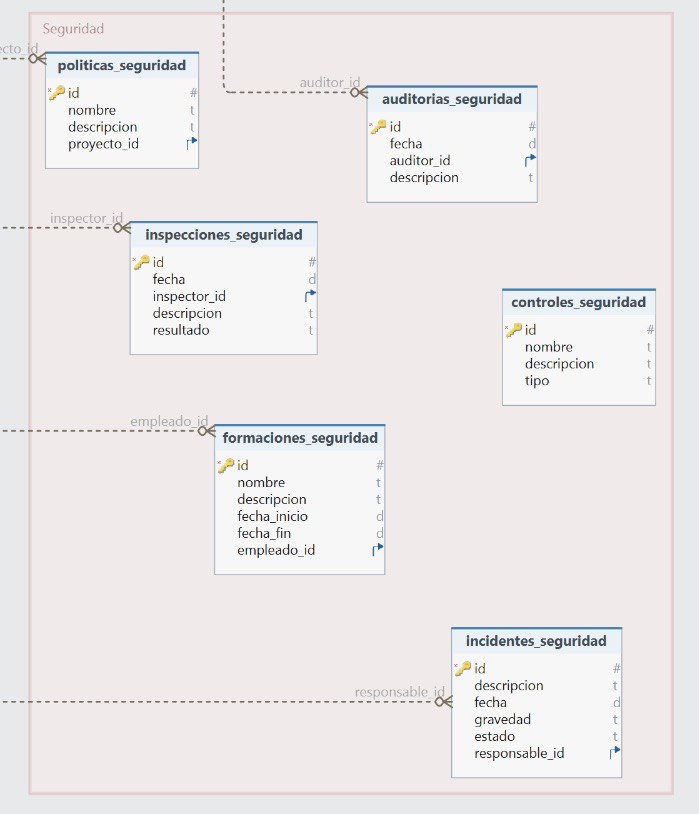 Seguridad
ecto_id
politicas_seguridad
id #
nombre t
descripcion t
proyecto_id
auditor_id
auditorias_seguridad
id #
fecha d
auditor_id
descripcion t
inspector_id
inspecciones_seguridad
id #
fecha d
inspector_id
descripcion t
resultado t
controles_seguridad
id #
nombre t
descripcion t
tipo t
empleado_id
formaciones_seguridad
id #
nombre t
descripcion t
fecha_inicio d
fecha_fin d
empleado_id
responsable_id
incidentes_seguridad
id #
descripcion t
fecha d
gravedad t
estado t
responsable_id